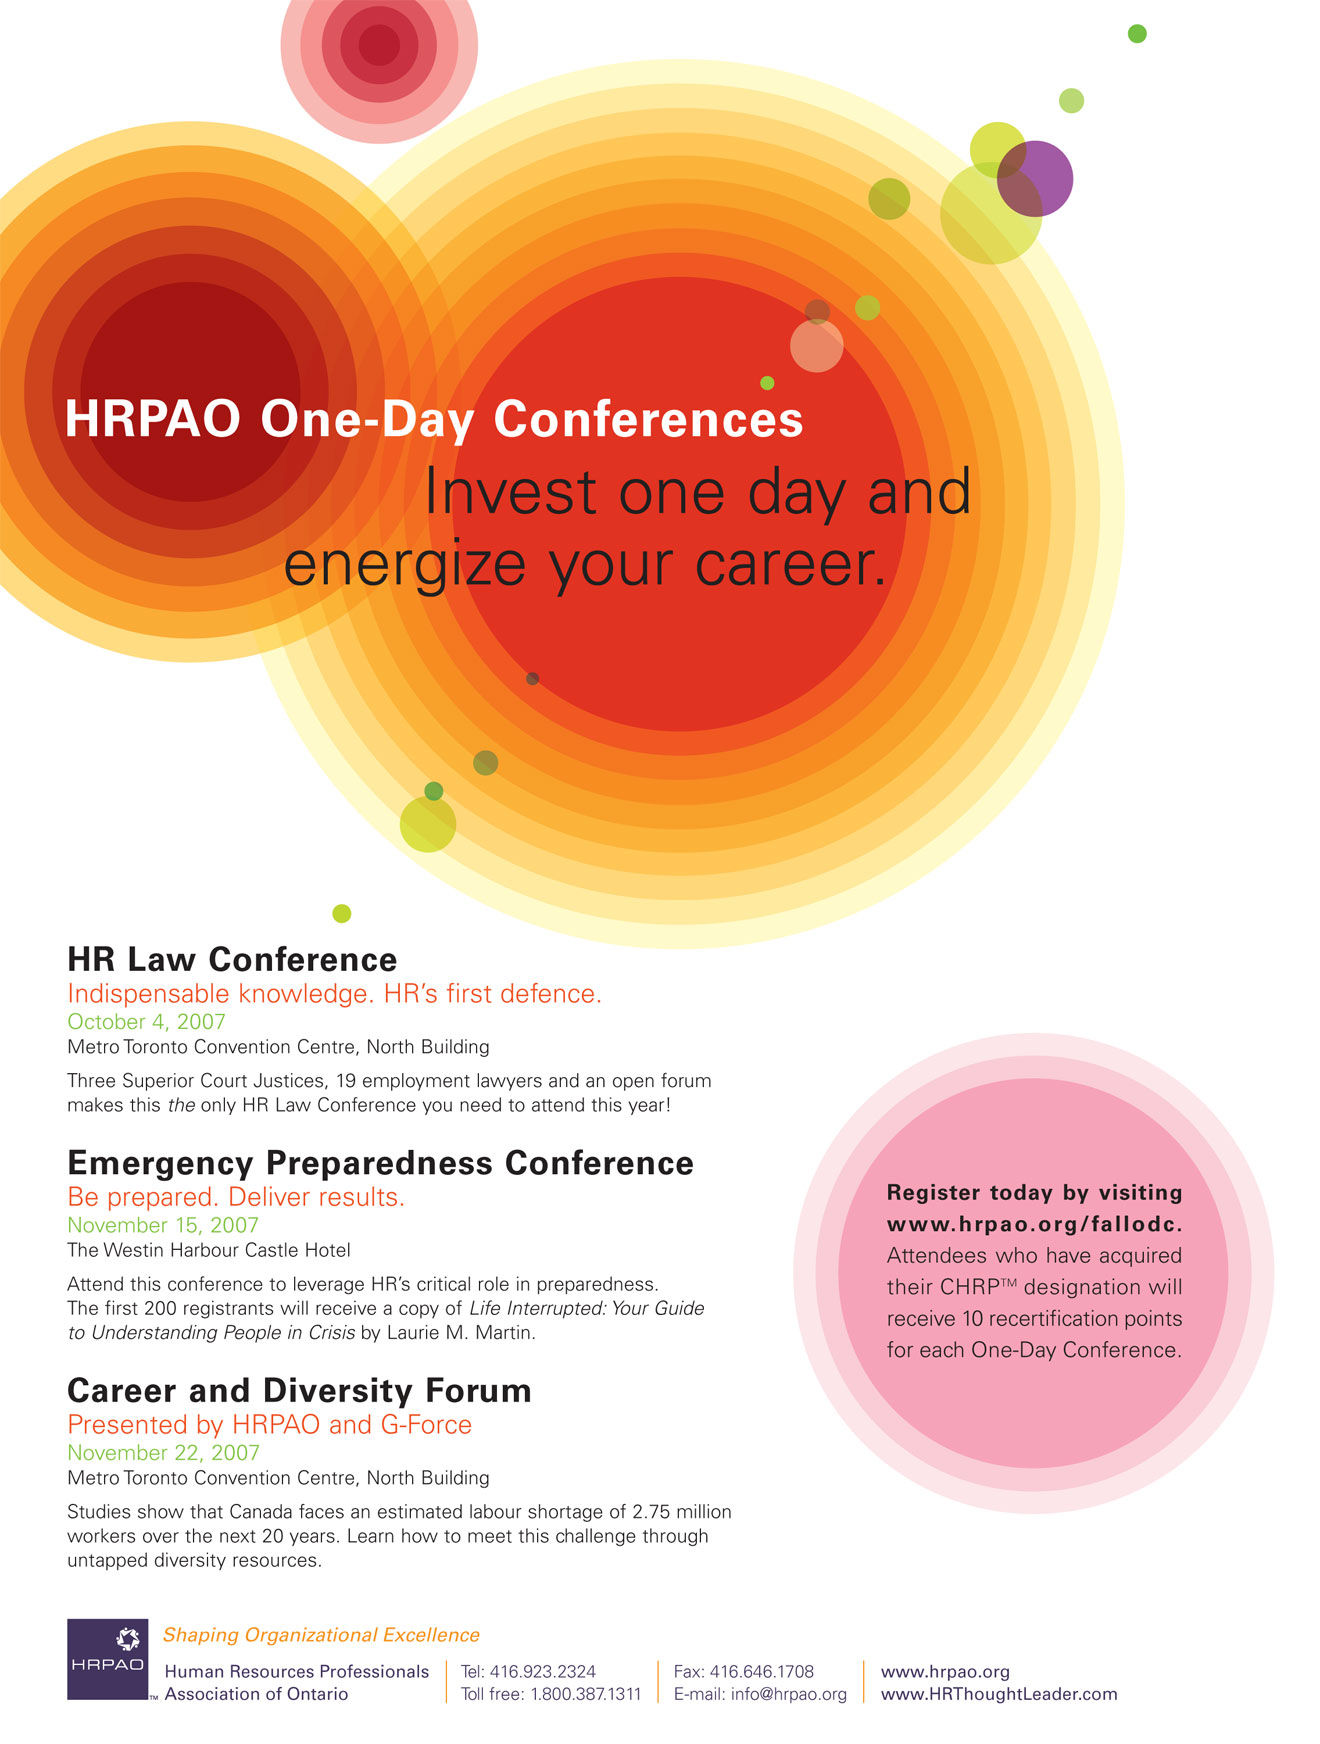 HRPAO One-Day Conferences
Invest one day and
energize your career.
HR Law Conference
Indispensable knowledge. HR's first defence.
October 4, 2007
Metro Toronto Convention Centre, North Building
Three Superior Court Justices, 19 employment lawyers and an open forum
makes this the only HR Law Conference you need to attend this year!
Emergency Preparedness Conference
Be prepared. Deliver results.
November 15, 2007
The Westin Harbour Castle Hotel
Attend this conference to leverage HR's critical role in preparedness.
The first 200 registrants will receive a copy of Life Interrupted: Your Guide
to Understanding People in Crisis by Laurie M. Martin.
Career and Diversity Forum
Presented by HRPAO and G-Force
November 22, 2007
Metro Toronto Convention Centre, North Building
Studies show that Canada faces an estimated labour shortage of 2.75 million
workers over the next 20 years. Learn how to meet this challenge through
untapped diversity resources.
Register today by visiting
www.hrpao.org/fallodc.
Attendees who have acquired
their CHRP™ designation will
receive 10 recertification points
for each One-Day Conference.
HRPAO ™
Shaping Organizational Excellence
Human Resources Professionals
Association of Ontario
Tel: 416.923.2324
Toll free: 1.800.387.1311
Fax: 416.646.1708
E-mail: info@hrpao.org
www.hrpao.org
www.HRThoughtLeader.com